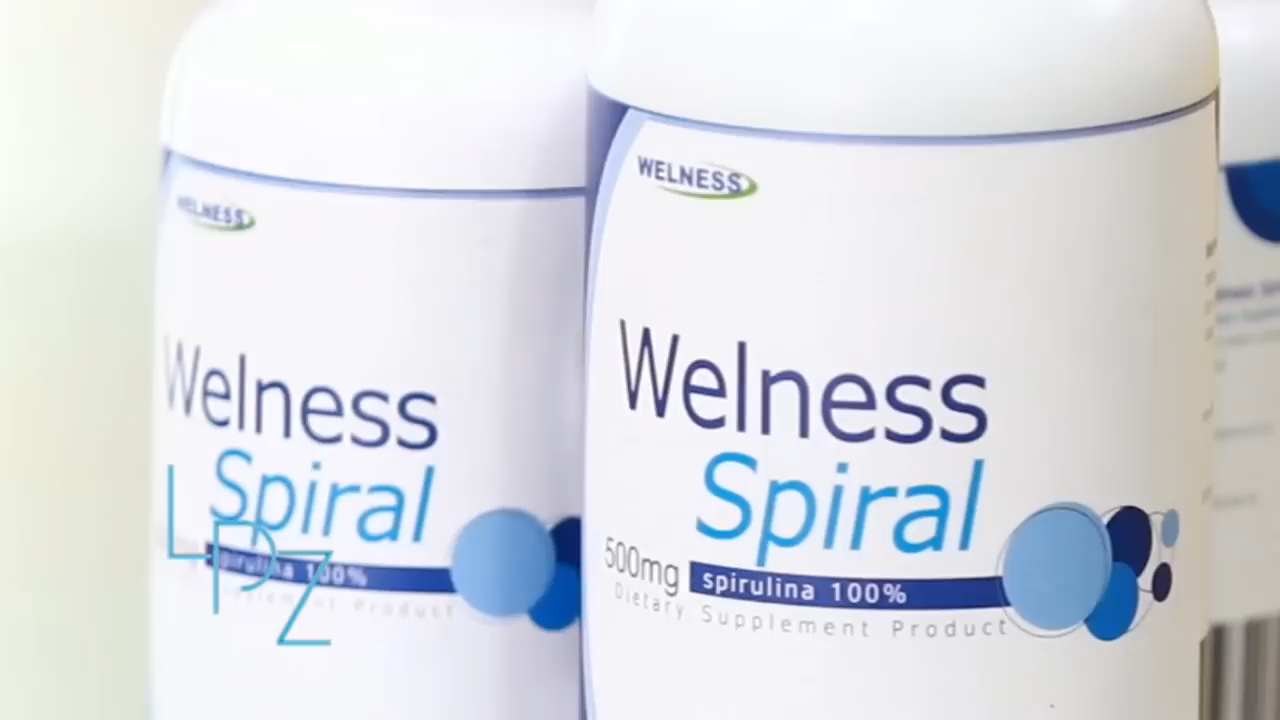 WELNESS
Welness
Spiral
spirulina 100%
LPZ
WELNESS
Welness
Spiral
500mg spirulina 100%
Dietary Supplement Product